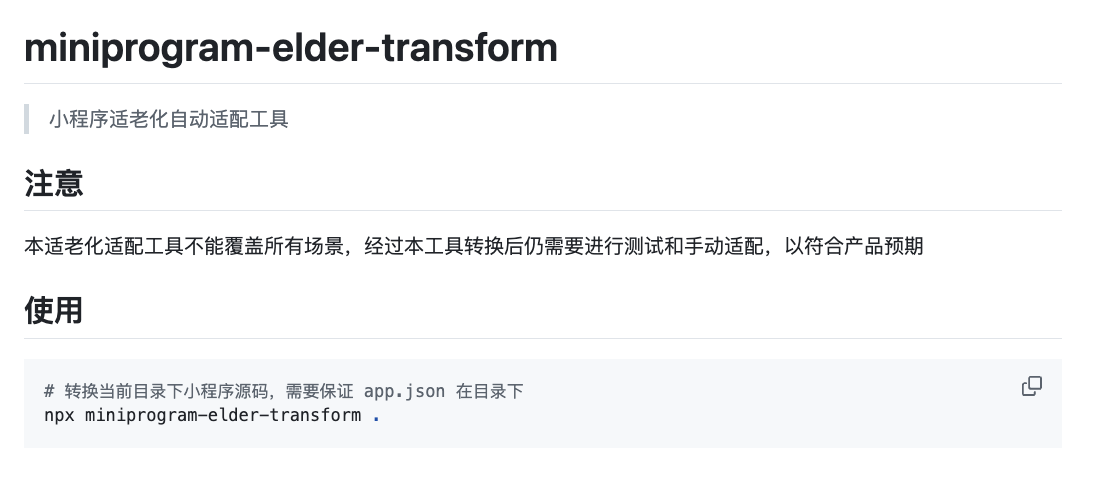 miniprogram-elder-transform
小程序适老化自动适配工具
注意
本适老化适配工具不能覆盖所有场景，经过本工具转换后仍需要进行测试和手动适配，以符合产品预期
使用
# 转换当前目录下小程序源码，需要保证 app.json 在目录下
npx miniprogram-elder-transform .